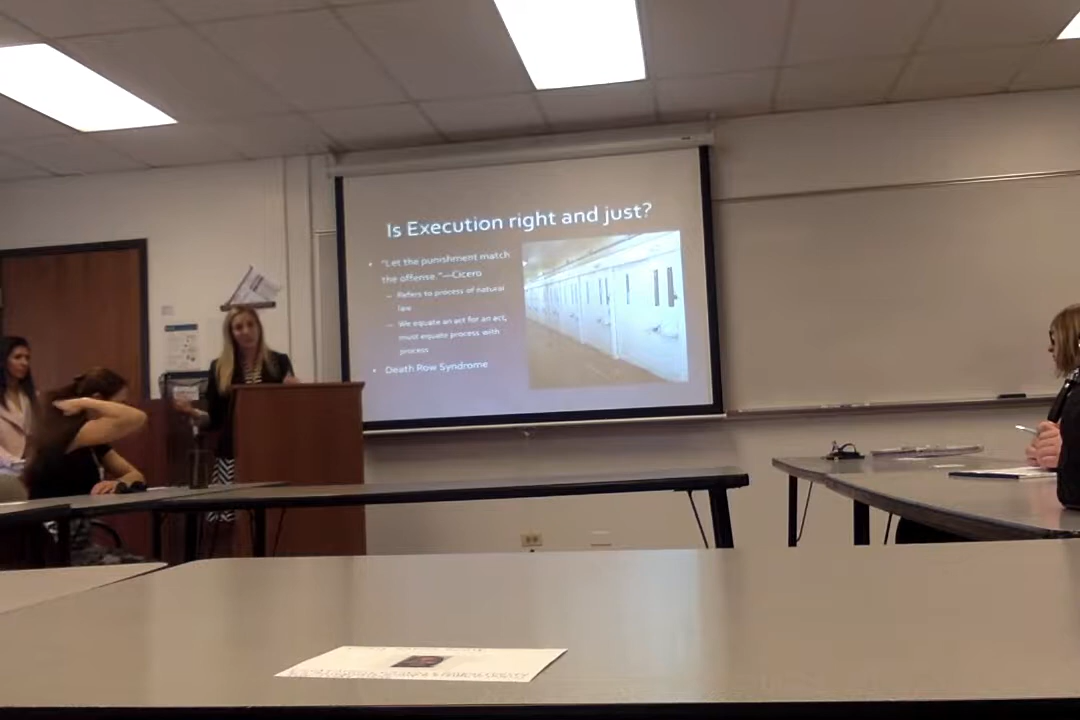 Is Execution right and just?
• "Let the punishment match
the offense."—Cicero
– Refers to process of natural
law
– We equate an act for an act,
must equate process with
process
• Death Row Syndrome